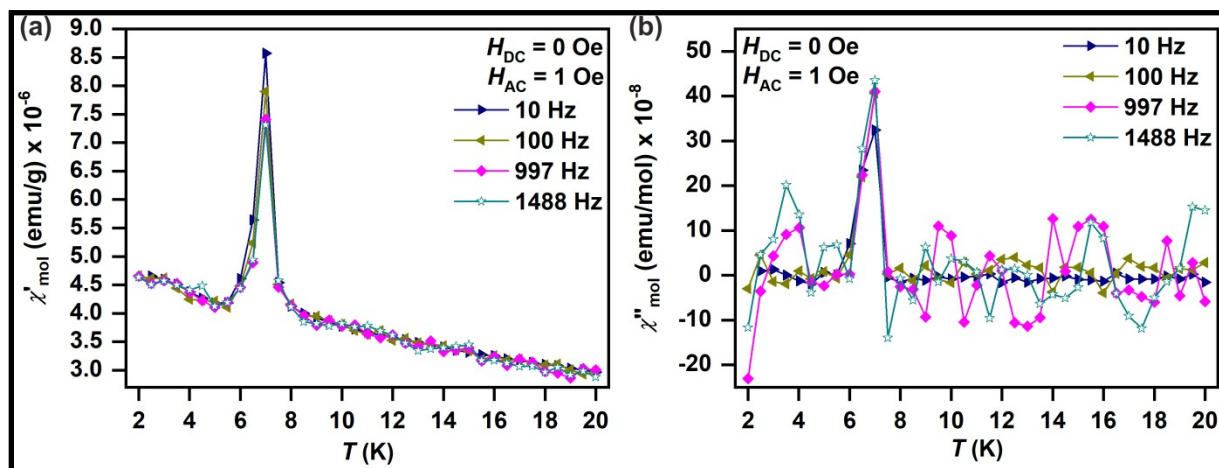 (a)
H_DC = 0 Oe
H_AC = 1 Oe
10 Hz
100 Hz
997 Hz
1488 Hz
9.0
8.5
8.0
7.5
7.0
6.5
6.0
5.5
5.0
4.5
4.0
3.5
3.0
χ'mol (emu/g) x 10⁻⁶
2 4 6 8 10 12 14 16 18 20
T (K)
(b)
H_DC = 0 Oe
H_AC = 1 Oe
10 Hz
100 Hz
997 Hz
1488 Hz
50
40
30
20
10
0
-10
-20
χ"mol (emu/mol) x 10⁻⁸
2 4 6 8 10 12 14 16 18 20
T (K)